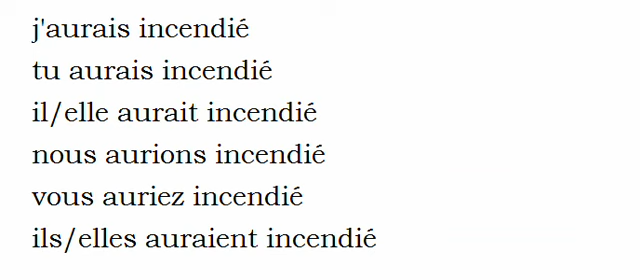 j'aurais incendié
tu aurais incendié
il/elle aurait incendié
nous aurions incendié
vous auriez incendié
ils/elles auraient incendié